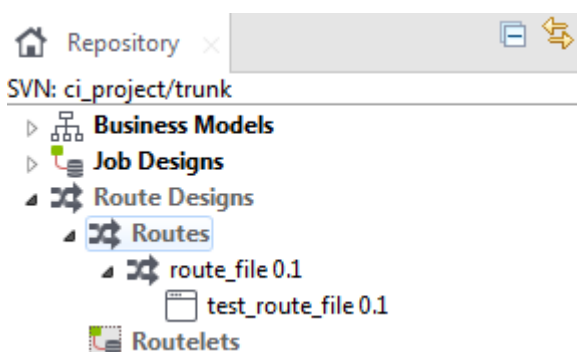 Repository
SVN: ci_project/trunk
Business Models
Job Designs
Route Designs
Routes
route_file 0.1
test_route_file 0.1
Routelets